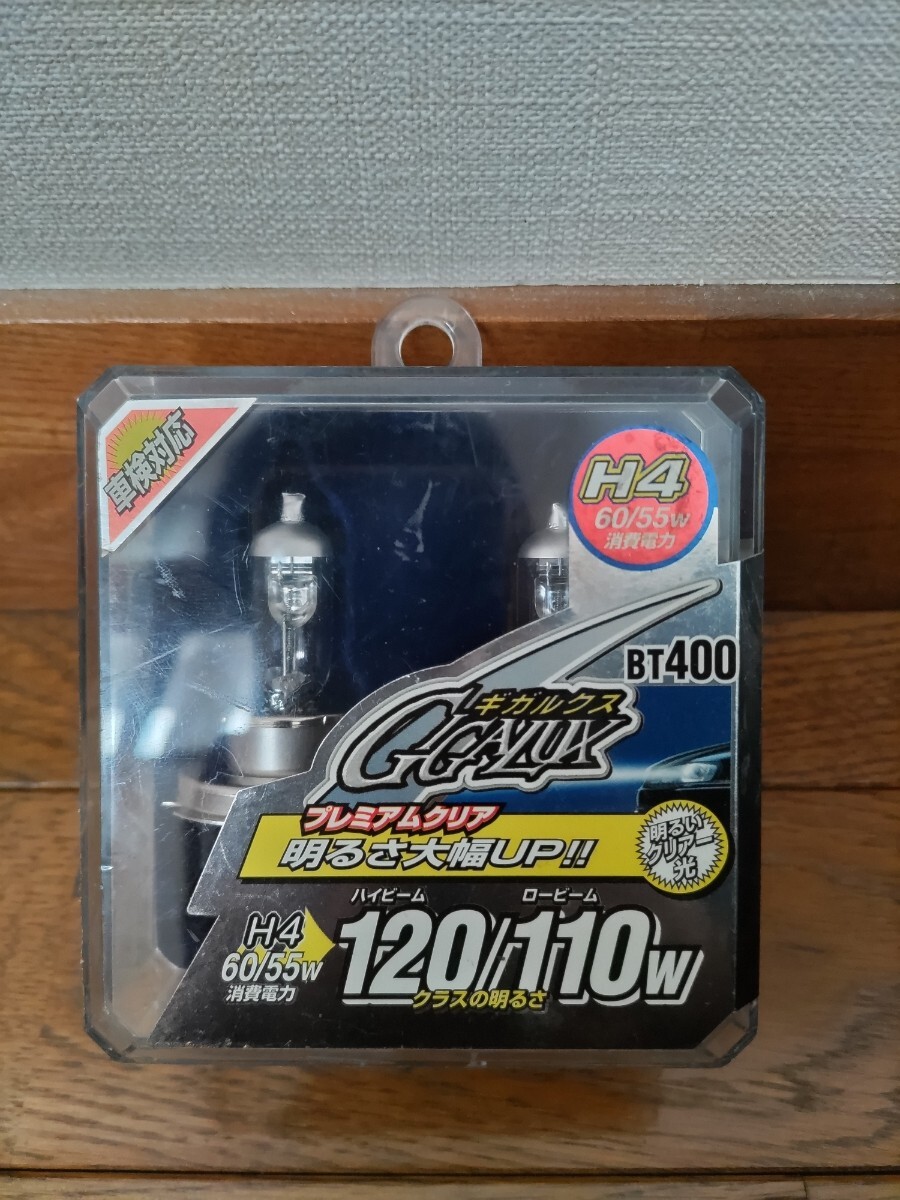 車検対応
H4
60/55W
消費電力
BT400
ギガルクス
GIGALUX
プレミアムクリア
明るさ大幅UP!!
明るい
クリアー
光
ハイビーム ロービーム
H4
60/55W
消費電力
120/110W
クラスの明るさ